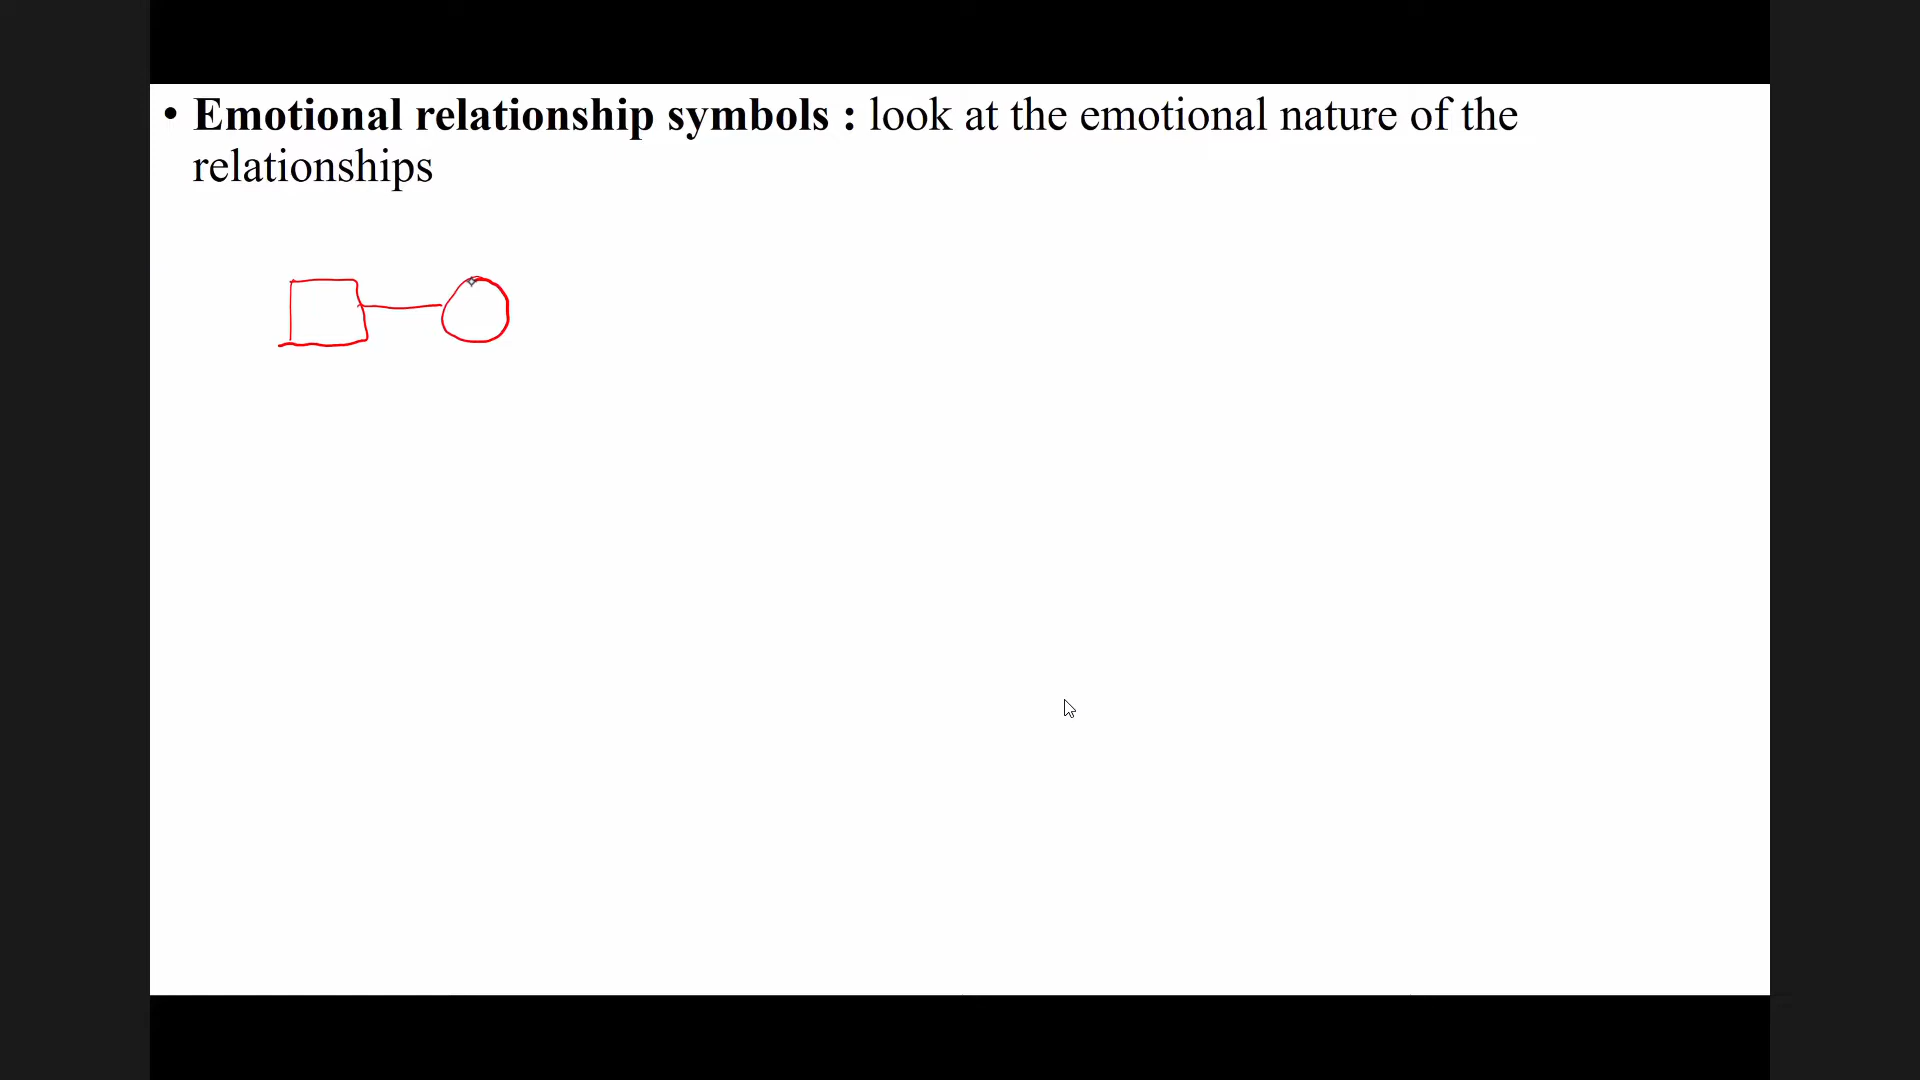 • Emotional relationship symbols : look at the emotional nature of the
relationships